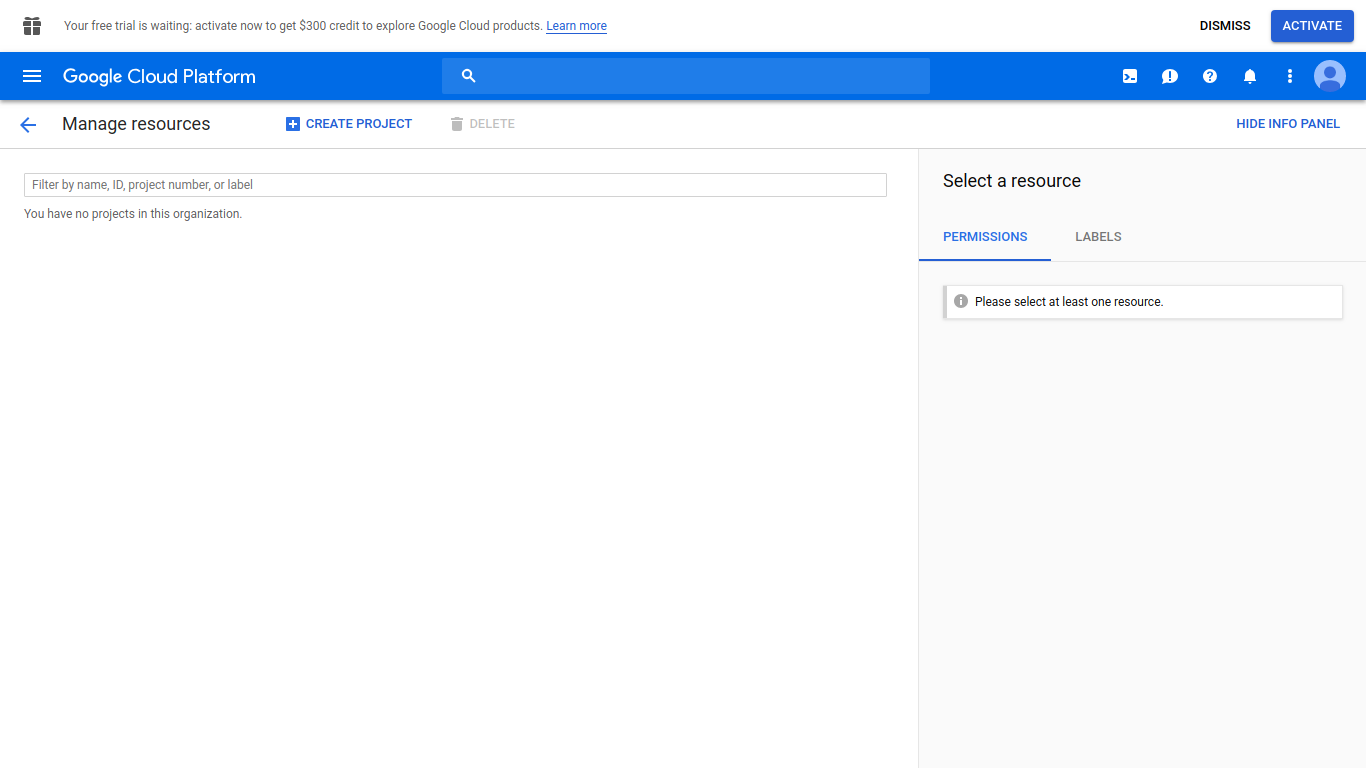 Your free trial is waiting: activate now to get $300 credit to explore Google Cloud products. Learn more
DISMISS
ACTIVATE
Google Cloud Platform
Manage resources
CREATE PROJECT
DELETE
HIDE INFO PANEL
Filter by name, ID, project number, or label
You have no projects in this organization.
Select a resource
PERMISSIONS
LABELS
Please select at least one resource.